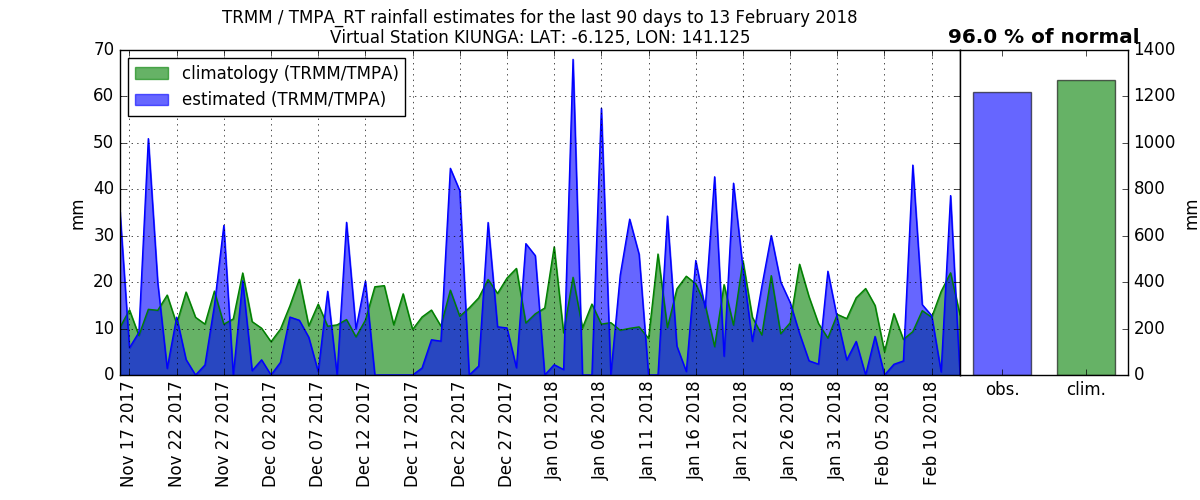 TRMM / TMPA_RT rainfall estimates for the last 90 days to 13 February 2018
Virtual Station KIUNGA: LAT: -6.125, LON: 141.125
96.0 % of normal
climatology (TRMM/TMPA)
estimated (TRMM/TMPA)
70
60
50
40
30
20
10
0
mm
1400
1200
1000
800
600
400
200
0
mm
Nov 17 2017
Nov 22 2017
Nov 27 2017
Dec 02 2017
Dec 07 2017
Dec 12 2017
Dec 17 2017
Dec 22 2017
Dec 27 2017
Jan 01 2018
Jan 06 2018
Jan 11 2018
Jan 16 2018
Jan 21 2018
Jan 26 2018
Jan 31 2018
Feb 05 2018
Feb 10 2018
obs.
clim.